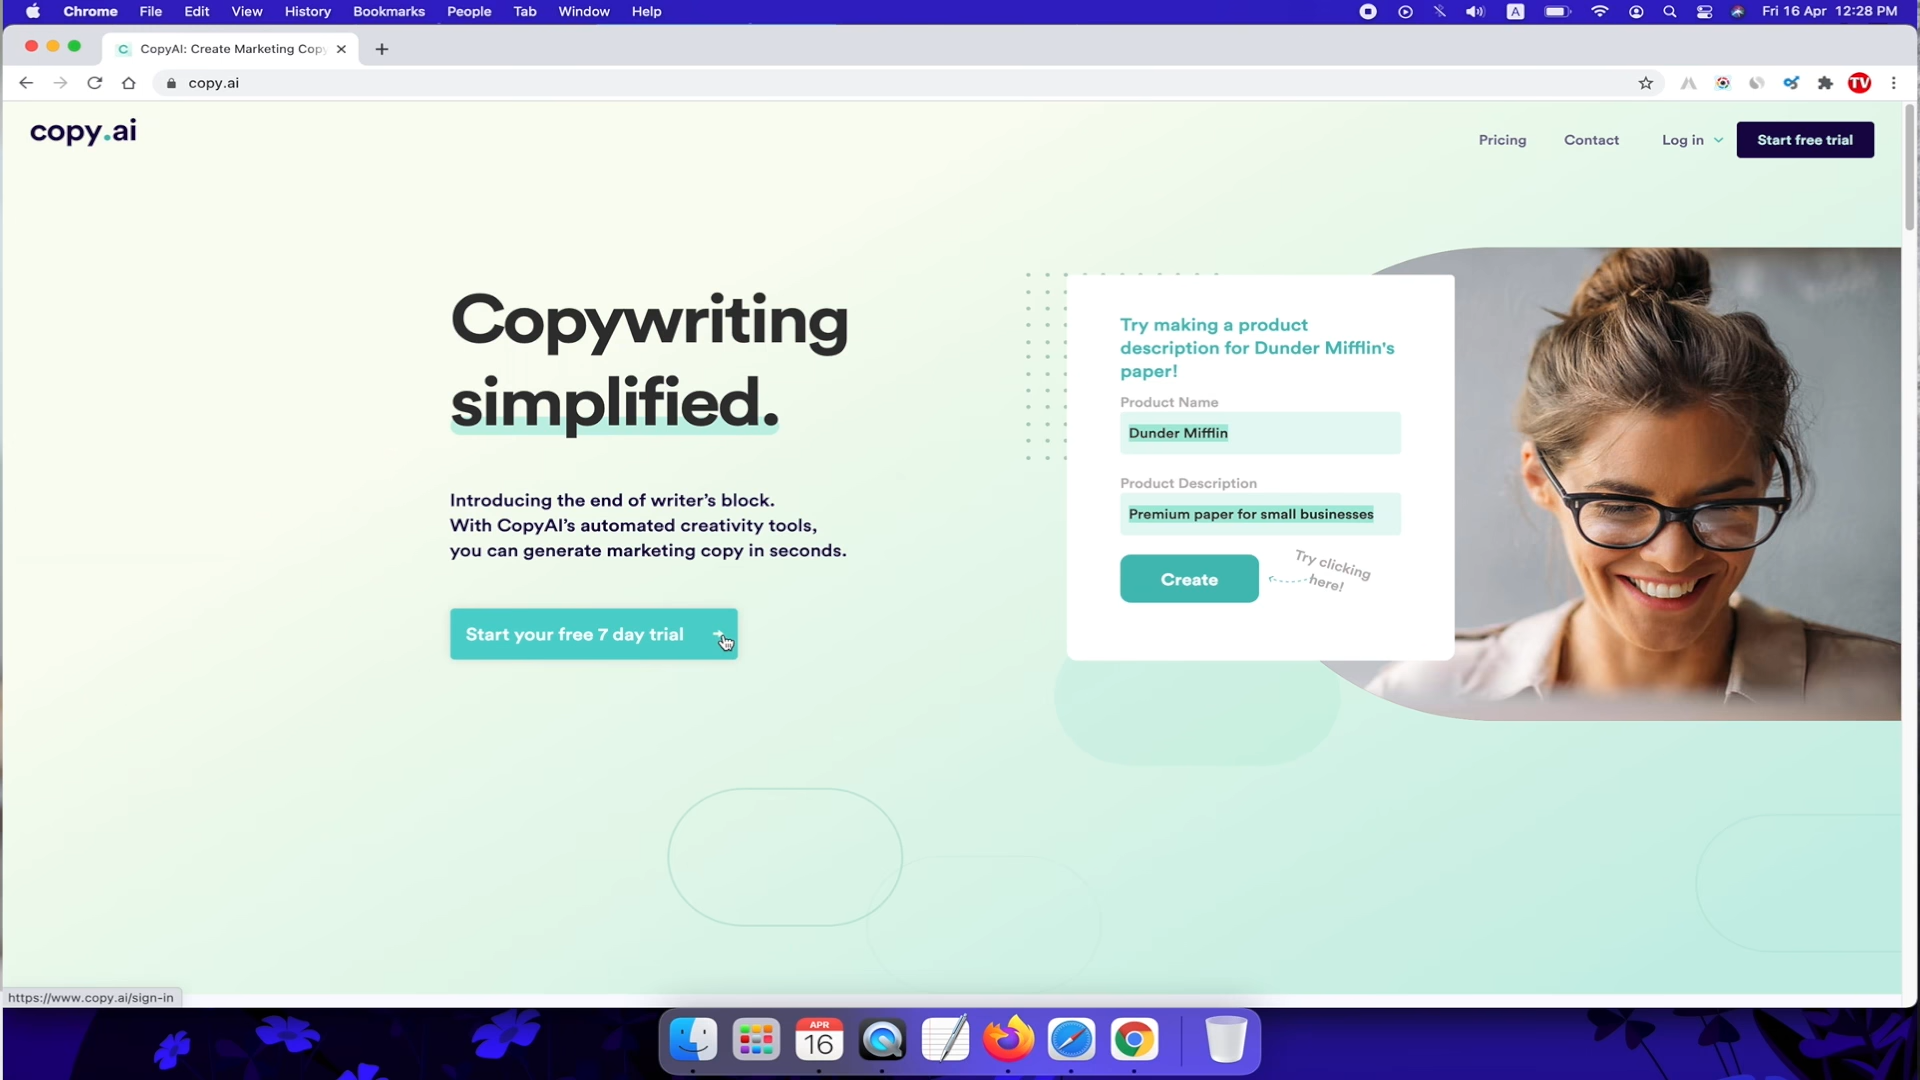 Chrome File Edit View History Bookmarks People Tab Window Help
A
Fri 16 Apr 12:28 PM
C CopyAI: Create Marketing Copy
copy.ai
TV
copy.ai
Pricing Contact Log in Start free trial
Copywriting
simplified.
Introducing the end of writer's block.
With CopyAI's automated creativity tools,
you can generate marketing copy in seconds.
Start your free 7 day trial
Try making a product
description for Dunder Mifflin's
paper!
Product Name
Dunder Mifflin
Product Description
Premium paper for small businesses
Create
Try clicking
here!
https://www.copy.ai/sign-in
APR
16